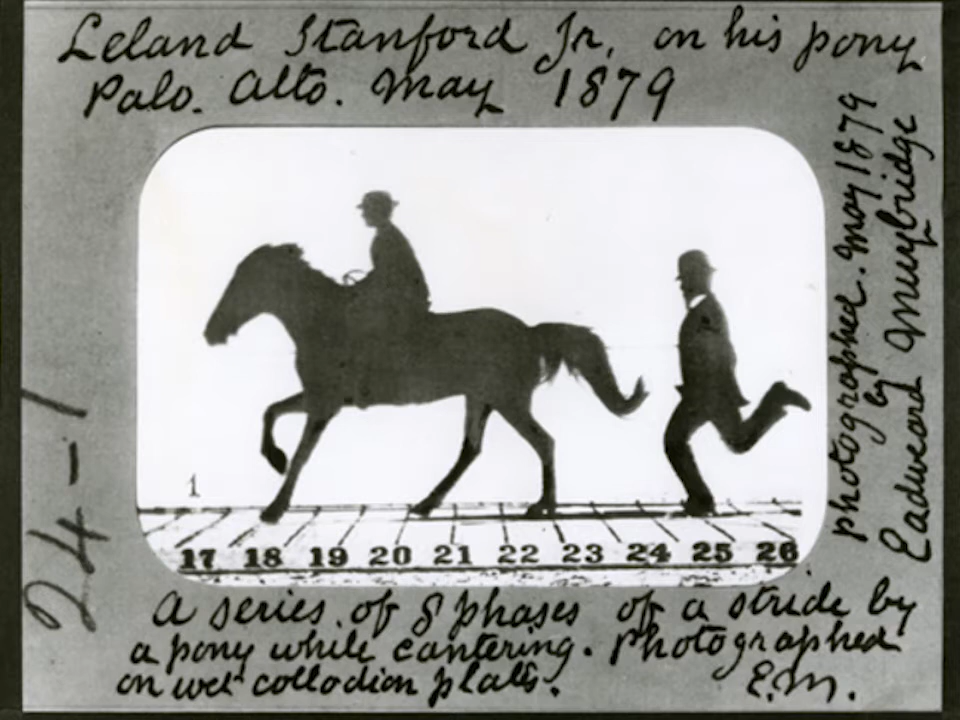 Leland Stanford Jr. on his pony
Palo. Alto. May 1879
photographed. May 1879
by
Eadweard Muybridge
24-1
1
17 18 19 20 21 22 23 24 25 26
A series. of 8 phases of a stride by
a pony while cantering. Photographed
on wet collodion plates.
E.M.